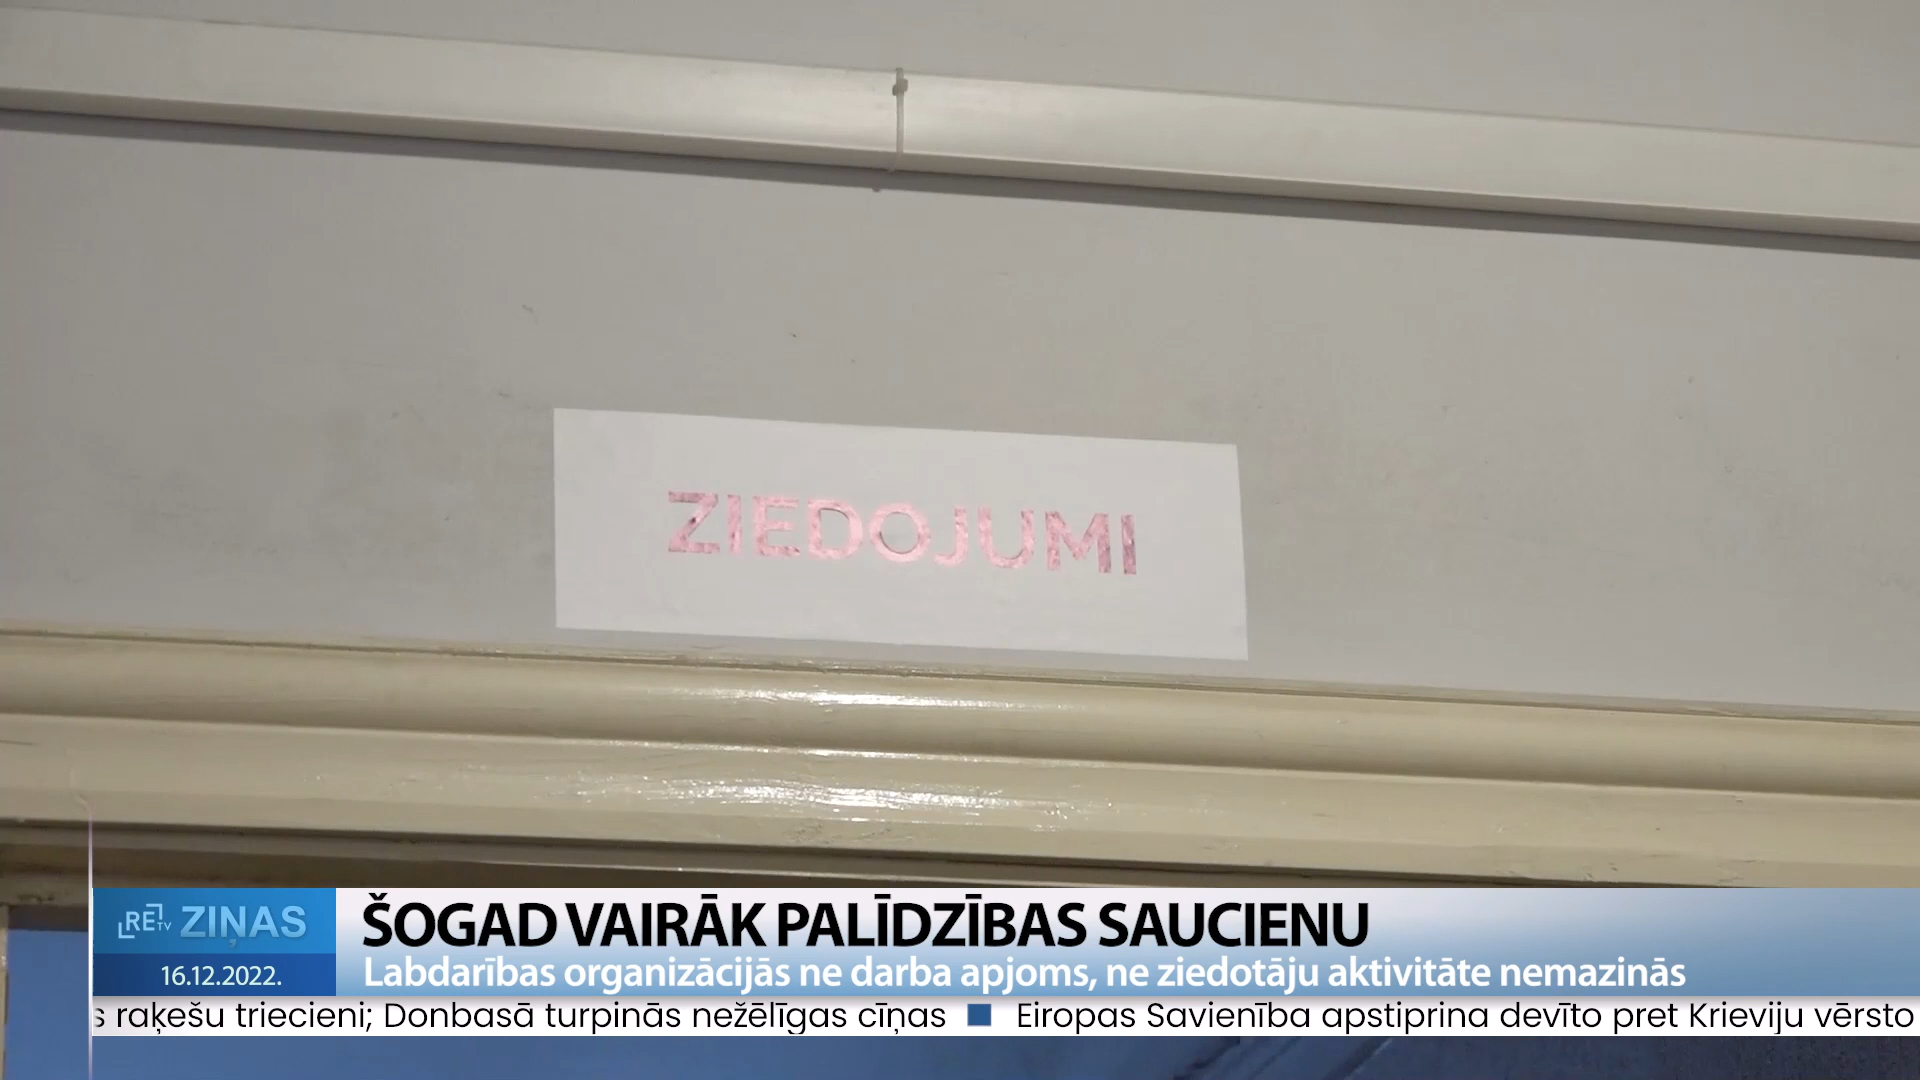 ZIEDOJUMI
RE TV ZIŅAS
16.12.2022.
ŠOGAD VAIRĀK PALĪDZĪBAS SAUCIENU
Labdarības organizācijās ne darba apjoms, ne ziedotāju aktivitāte nemazinās
s raķešu triecieni; Donbasā turpinās nežēlīgas cīņas ■ Eiropas Savienība apstiprina devīto pret Krieviju vērsto